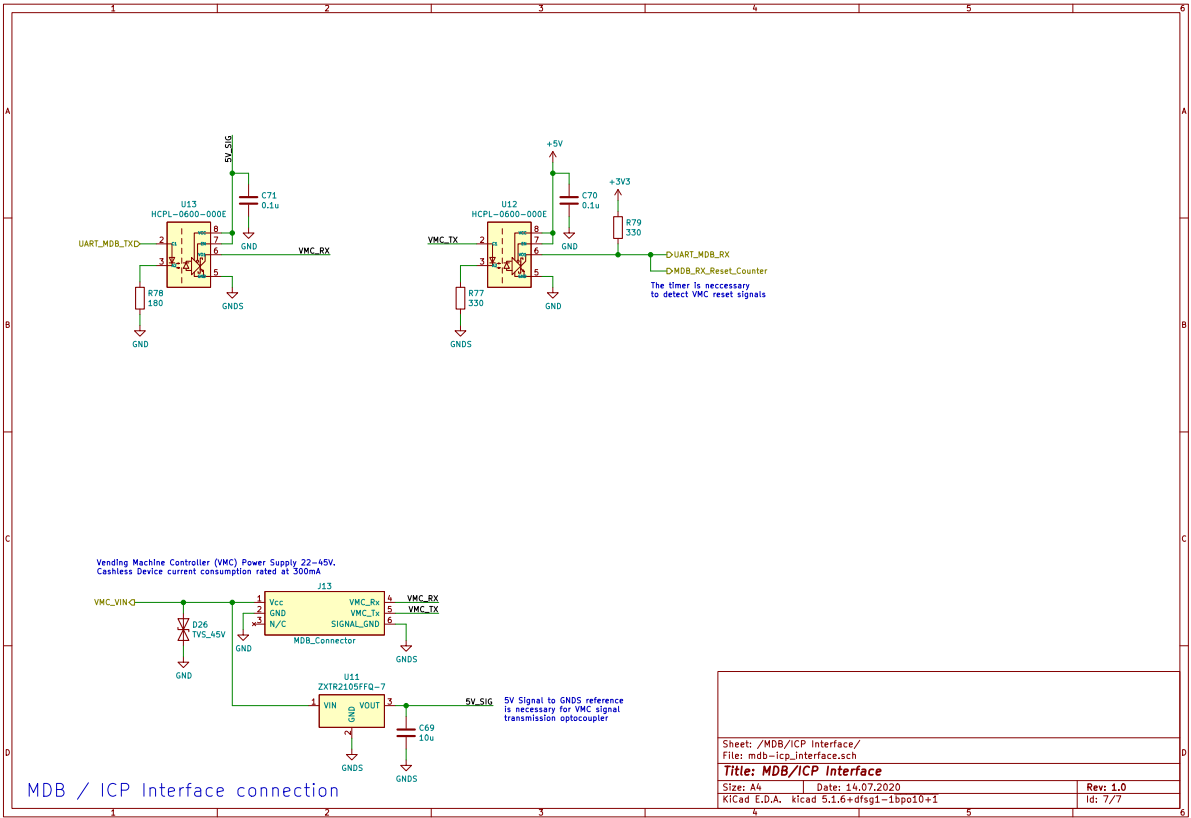 1 2 3 4 5 6
A A
5V_SIG
+5V
C71
0.1u
C70
0.1u
+3V3
U13
HCPL-0600-000E
U12
HCPL-0600-000E
R79
330
GND
GND
UART_MDB_TX
2
3
8
7
6
5
VMC_RX
VMC_TX
2
3
8
7
6
5
UART_MDB_RX
MDB_RX_Reset_Counter
The timer is neccessary
to detect VMC reset signals
R78
180
GNDS
R77
330
GND
GND
GNDS
B B
C C
Vending Machine Controller (VMC) Power Supply 22-45V.
Cashless Device current consumption rated at 300mA
J13
VMC_VIN
1 Vcc VMC_Rx 4 VMC_RX
2 GND VMC_Tx 5 VMC_TX
3 N/C SIGNAL_GND 6
MDB_Connector
D26
TVS_45V
GND
GND
GNDS
U11
ZXTR2105FFQ-7
1 VIN VOUT 3
GND
2
5V_SIG
5V Signal to GNDS reference
is necessary for VMC signal
transmission optocoupler
C69
10u
GNDS
GNDS
D D
MDB / ICP Interface connection
Sheet: /MDB/ICP Interface/
File: mdb-icp_interface.sch
Title: MDB/ICP Interface
Size: A4 Date: 14.07.2020 Rev: 1.0
KiCad E.D.A. kicad 5.1.6+dfsg1-1bpo10+1 Id: 7/7
1 2 3 4 5 6